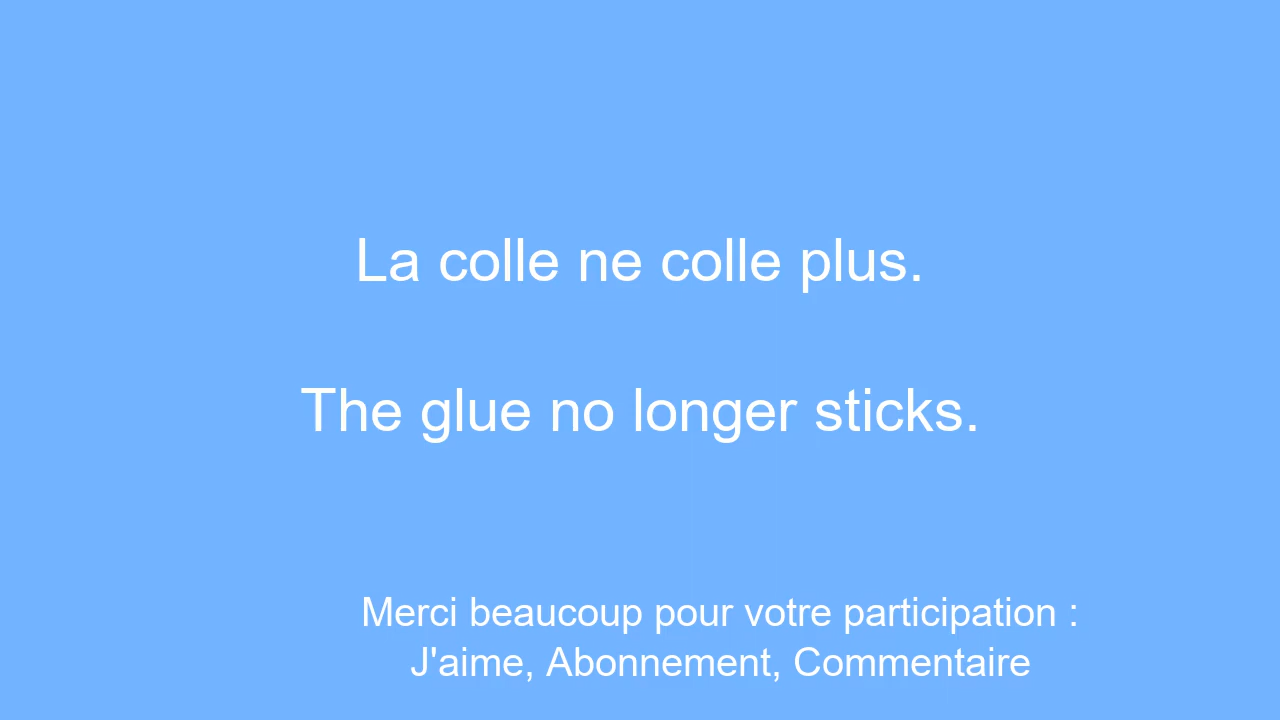 La colle ne colle plus.
The glue no longer sticks.
Merci beaucoup pour votre participation :
J'aime, Abonnement, Commentaire